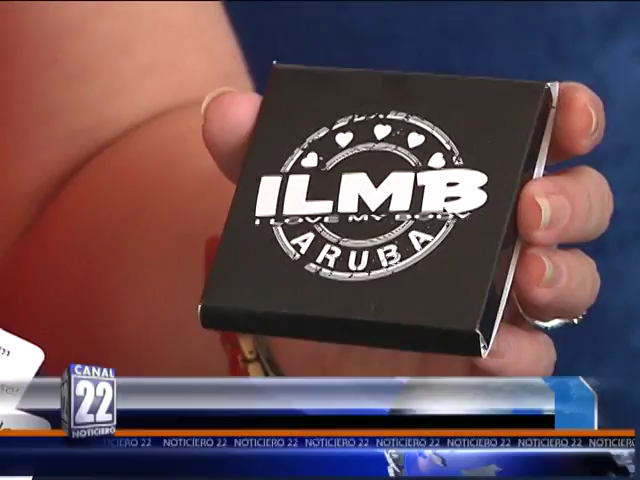 ILMB
I LOVE MY BODY
ARUBA
CANAL
22
NOTICIERO
NOTICIERO 22 NOTICIERO 22 NOTICIERO 22 NOTICIERO 22 NOTICIERO 22 NOTICIERO 22 NOTICIERO 22